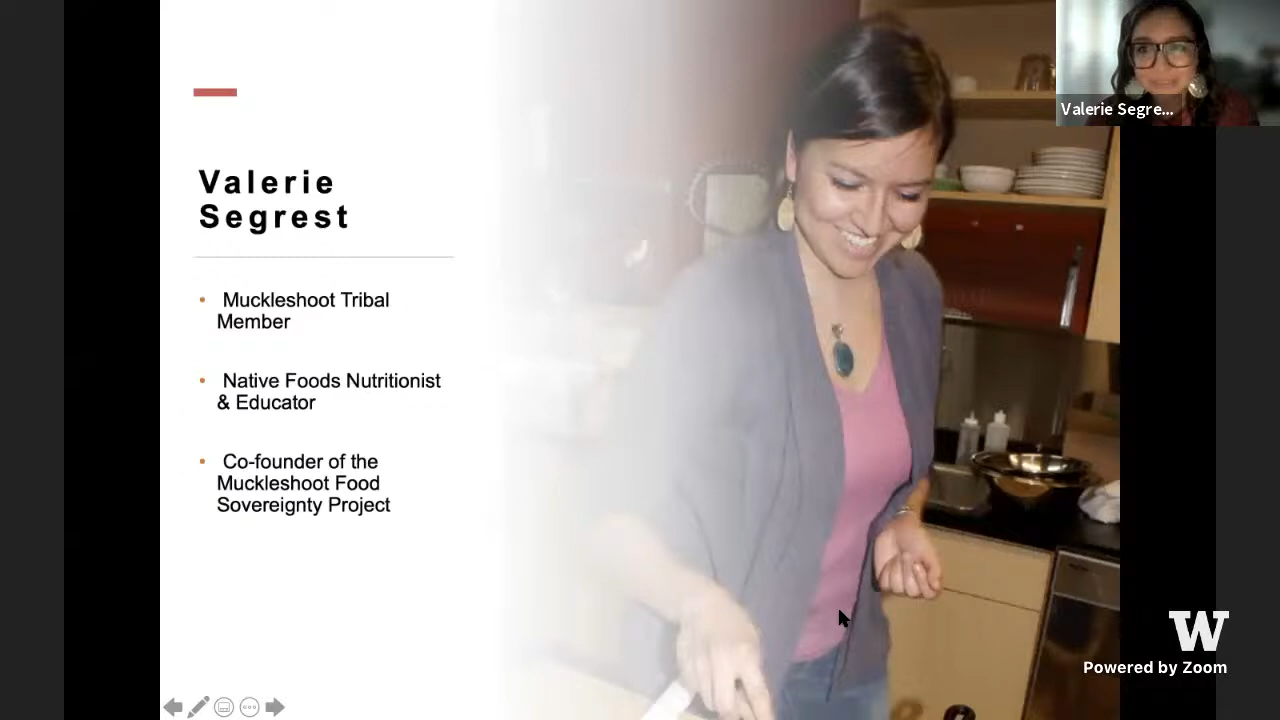 Valerie Segre...
Valerie
Segrest
• Muckleshoot Tribal
Member
• Native Foods Nutritionist
& Educator
• Co-founder of the
Muckleshoot Food
Sovereignty Project
W
Powered by Zoom